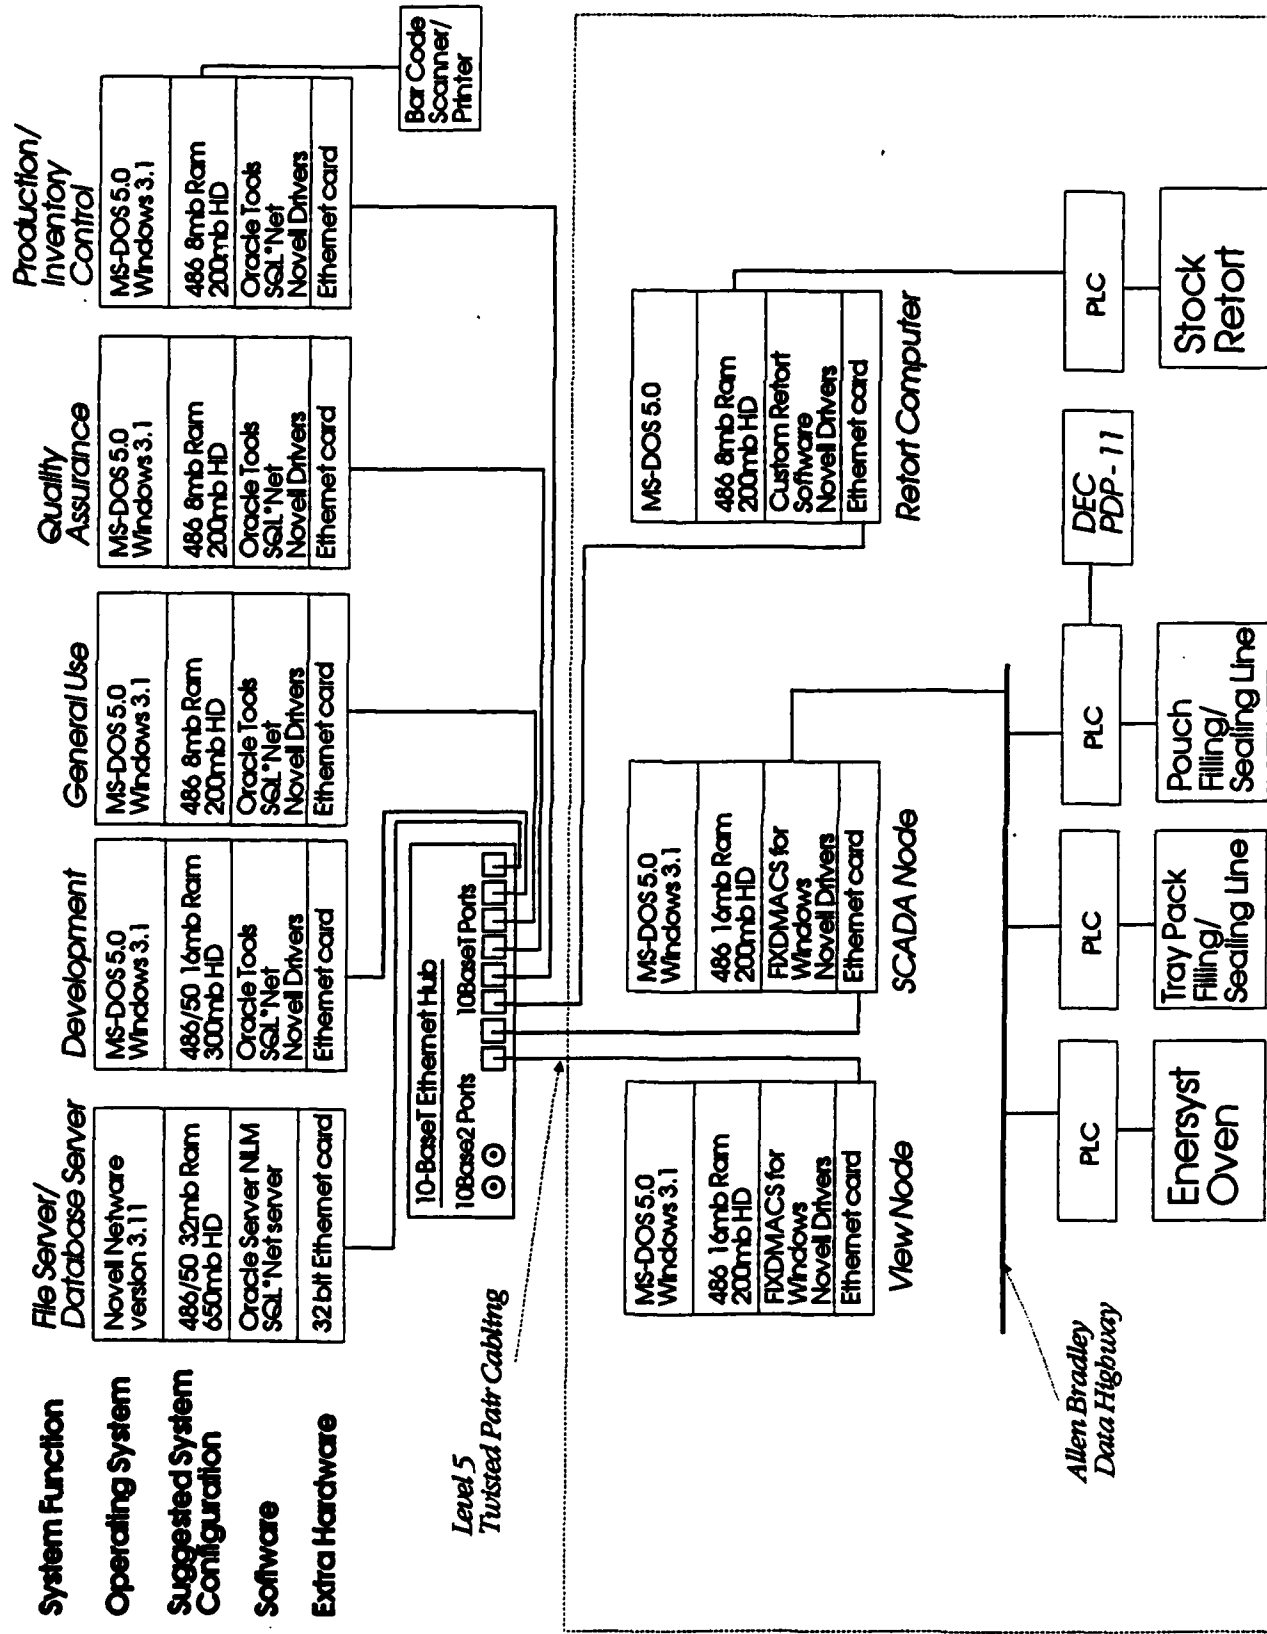 System Function
Operating System
Suggested System
Configuration
Software
Extra Hardware
File Server/
Database Server
Novell Netware
version 3.11
486/50 32mb Ram
650mb HD
Oracle Server NLM
SQL*Net server
32 bit Ethernet card
Development
MS-DOS 5.0
Windows 3.1
486/50 16mb Ram
300mb HD
Oracle Tools
SQL*Net
Novell Drivers
Ethernet card
General Use
MS-DOS 5.0
Windows 3.1
486 8mb Ram
200mb HD
Oracle Tools
SQL*Net
Novell Drivers
Ethernet card
Quality
Assurance
MS-DOS 5.0
Windows 3.1
486 8mb Ram
200mb HD
Oracle Tools
SQL*Net
Novell Drivers
Ethernet card
Production/
Inventory
Control
MS-DOS 5.0
Windows 3.1
486 8mb Ram
200mb HD
Oracle Tools
SQL*Net
Novell Drivers
Ethernet card
Bar Code
Scanner/
Printer
10-BaseT Ethernet Hub
10Base2 Ports
10BaseT Ports
Level 5
Twisted Pair Cabling
MS-DOS 5.0
Windows 3.1
486 16mb Ram
200mb HD
FIXDMACS for
Windows
Novell Drivers
Ethernet card
View Node
MS-DOS 5.0
Windows 3.1
486 16mb Ram
200mb HD
FIXDMACS for
Windows
Novell Drivers
Ethernet card
SCADA Node
MS-DOS 5.0
486 8mb Ram
200mb HD
Custom Retort
Software
Novell Drivers
Ethernet card
Retort Computer
Allen Bradley
Data Highway
PLC
Enersyst
Oven
PLC
Tray Pack
Filling/
Sealing Line
PLC
Pouch
Filling/
Sealing Line
DEC
PDP-11
PLC
Stock
Retort